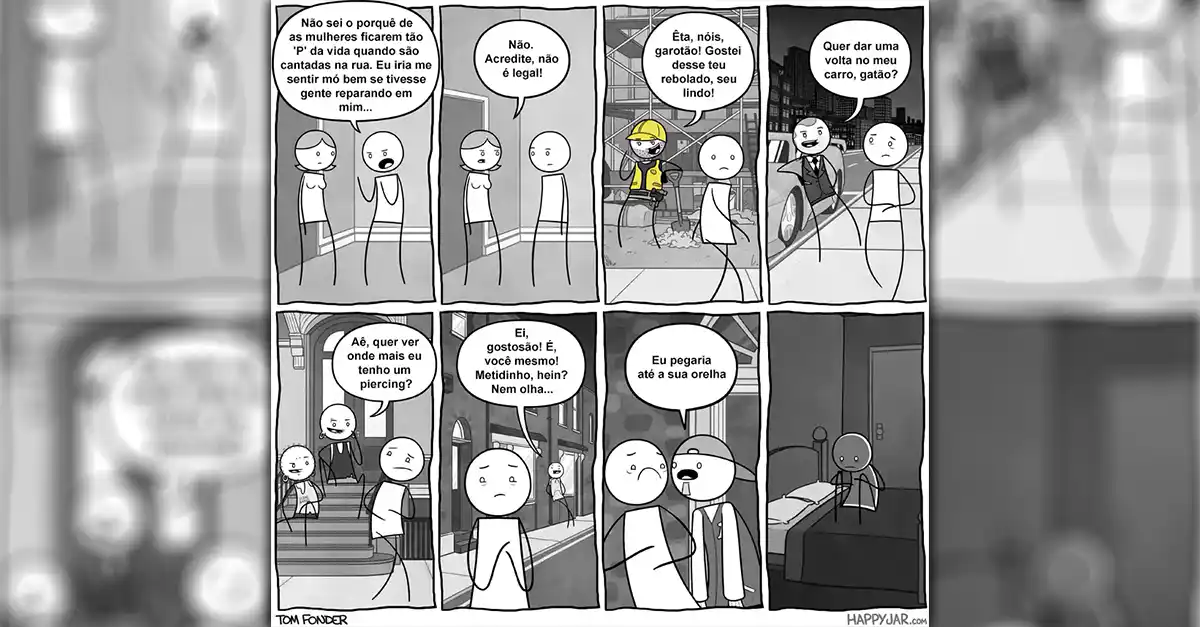 Não sei o porquê de
as mulheres ficarem tão
'P' da vida quando são
cantadas na rua. Eu iria me
sentir mó bem se tivesse
gente reparando em
mim...
Não.
Acredite, não
é legal!
Êta, nóis,
garotão! Gostei
desse teu
rebolado, seu
lindo!
Quer dar uma
volta no meu
carro, gatão?
Aê, quer ver
onde mais eu
tenho um
piercing?
Ei,
gostosão! É,
você mesmo!
Metidinho, hein?
Nem olha...
Eu pegaria
até a sua orelha
TOM FONDER
HAPPYJAR.COM